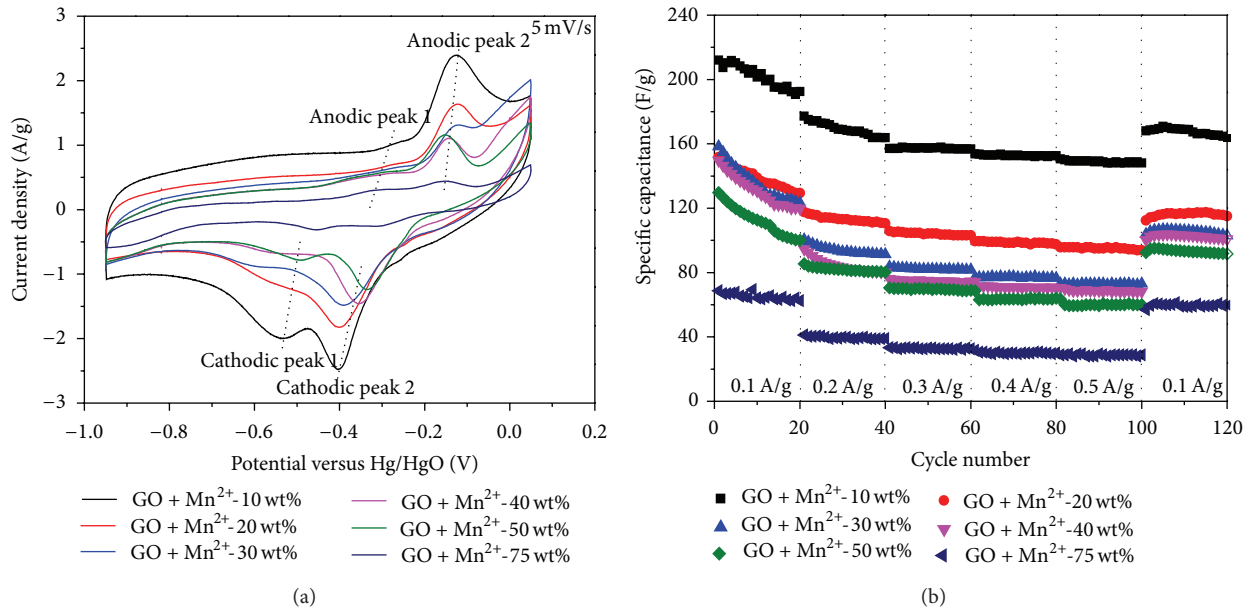 5 mV/s
Anodic peak 2
Anodic peak 1
Cathodic peak 1
Cathodic peak 2
Current density (A/g)
3
2
1
0
−1
−2
−3
−1.0
−0.8
−0.6
−0.4
−0.2
0.0
0.2
Potential versus Hg/HgO (V)
GO + Mn²⁺-10 wt%
GO + Mn²⁺-20 wt%
GO + Mn²⁺-30 wt%
GO + Mn²⁺-40 wt%
GO + Mn²⁺-50 wt%
GO + Mn²⁺-75 wt%
(a)
Specific capacitance (F/g)
240
200
160
120
80
40
0
0.1 A/g
0.2 A/g
0.3 A/g
0.4 A/g
0.5 A/g
0.1 A/g
0
20
40
60
80
100
120
Cycle number
GO + Mn²⁺-10 wt%
GO + Mn²⁺-30 wt%
GO + Mn²⁺-50 wt%
GO + Mn²⁺-20 wt%
GO + Mn²⁺-40 wt%
GO + Mn²⁺-75 wt%
(b)